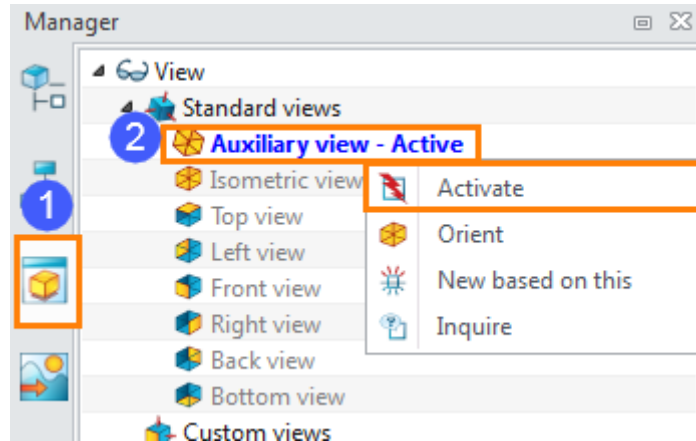 Manager
View
Standard views
2
Auxiliary view - Active
Isometric view
Activate
1
Top view
Orient
Left view
New based on this
Front view
Right view
Inquire
Back view
Bottom view
Custom views